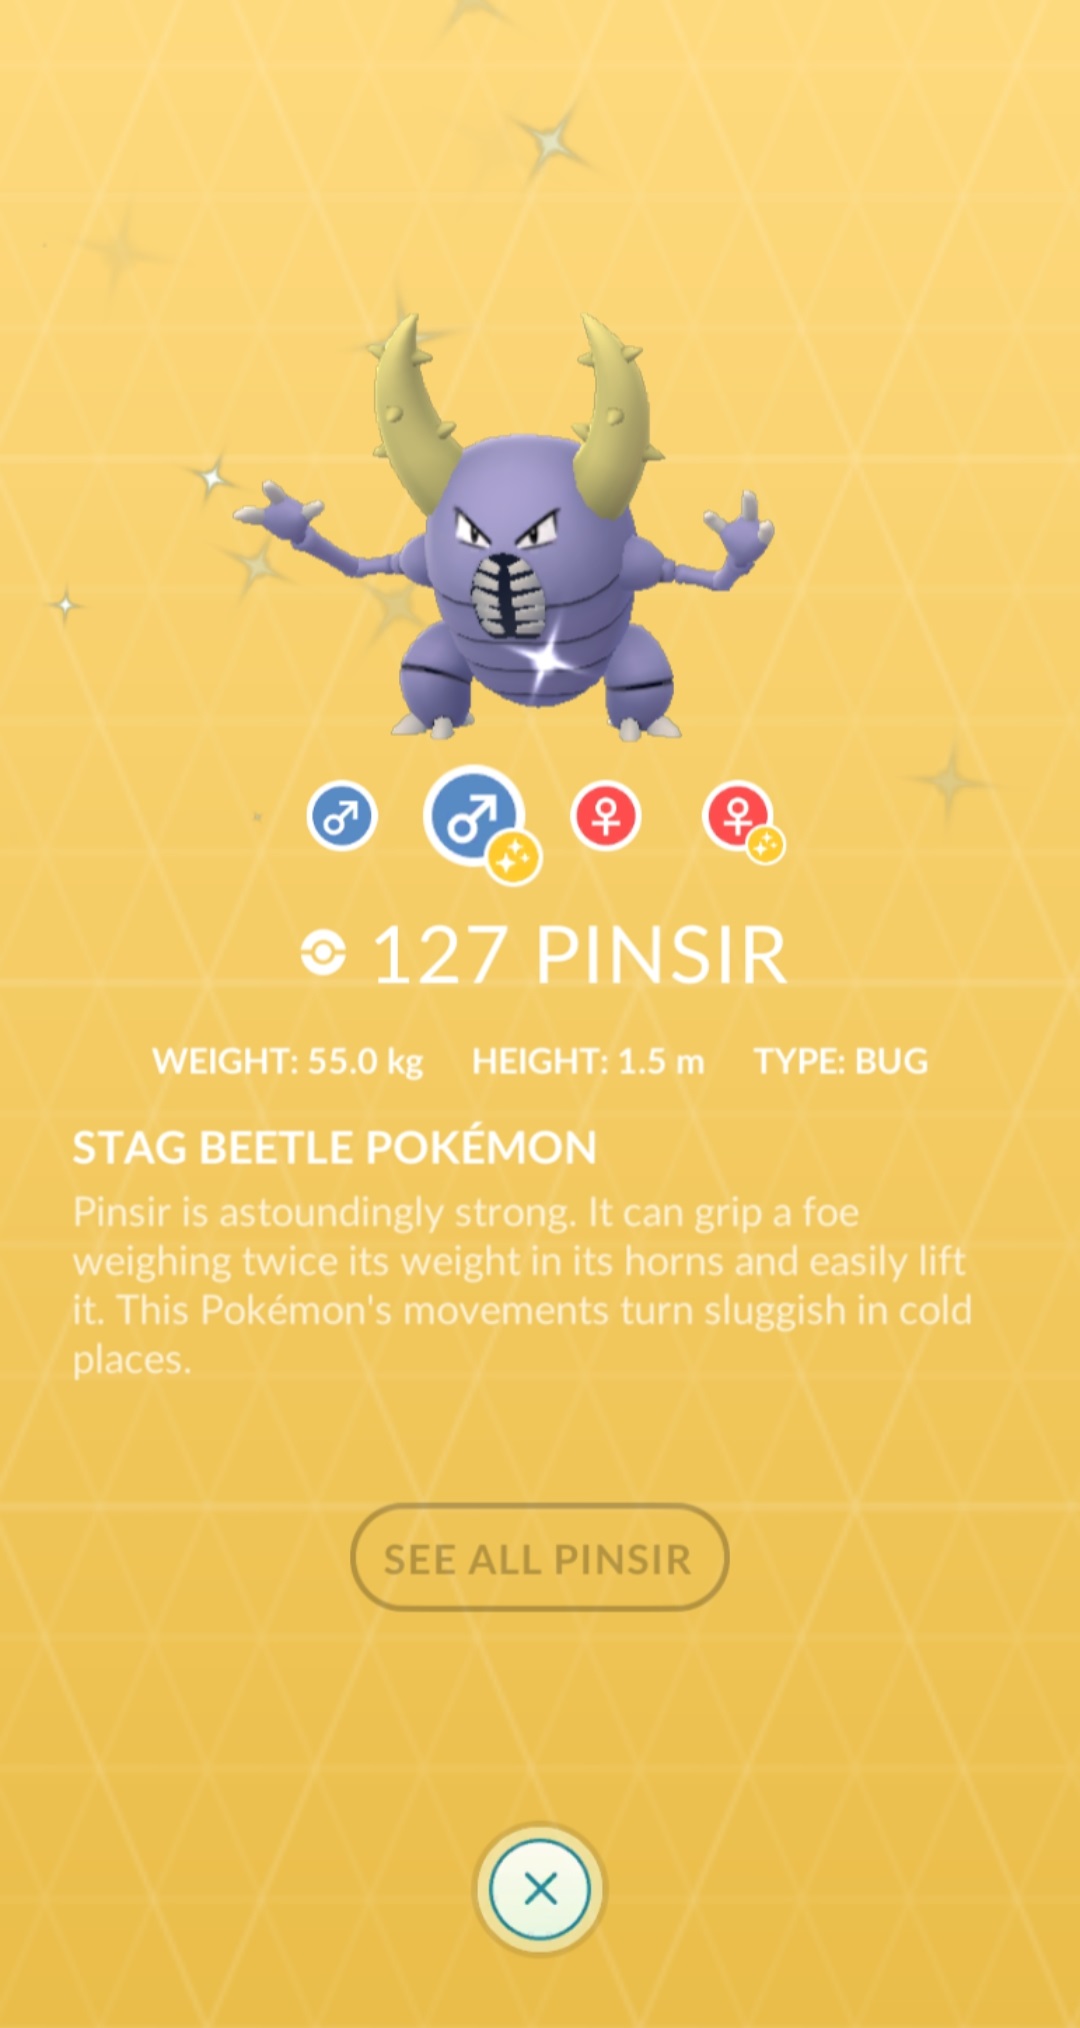 127 PINSIR
WEIGHT: 55.0 kg HEIGHT: 1.5 m TYPE: BUG
STAG BEETLE POKÉMON
Pinsir is astoundingly strong. It can grip a foe
weighing twice its weight in its horns and easily lift
it. This Pokémon's movements turn sluggish in cold
places.
SEE ALL PINSIR